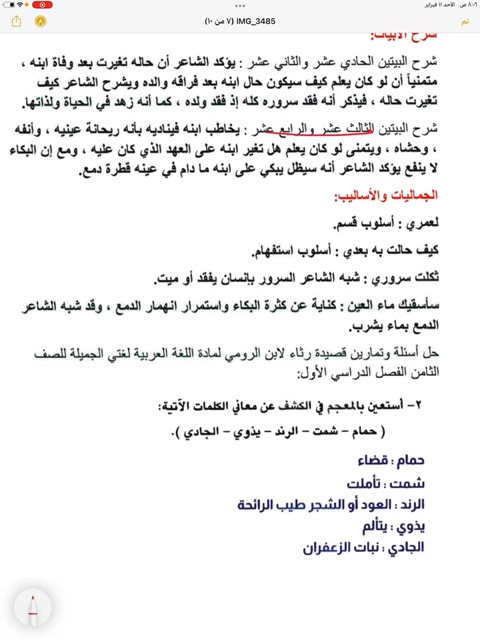 ٨:٠٦ ص الأحد ١١ فبراير
تم
IMG_3485 (٧ من ١٠)
شرح الأبيات:
شرح البيتين الحادي عشر والثاني عشر : يؤكد الشاعر أن حاله تغيرت بعد وفاة ابنه ،
متمنياً أن لو كان يعلم كيف سيكون حال ابنه بعد فراقه والده ويشرح الشاعر كيف
تغيرت حاله ، فيذكر أنه فقد سروره كله إذ فقد ولده ، كما أنه زهد في الحياة ولذاتها.
شرح البيتين الثالث عشر والرابع عشر : يخاطب ابنه فيناديه بأنه ريحانة عينيه ، وأنفه
، وحشاه ، ويتمنى لو كان يعلم هل تغير ابنه على العهد الذي كان عليه ، ومع إن البكاء
لا ينفع يؤكد الشاعر أنه سيظل يبكي على ابنه ما دام في عينه قطرة دمع.
الجماليات والأساليب:
لعمري : أسلوب قسم.
كيف حالت به بعدي : أسلوب استفهام.
ثكلت سروري : شبه الشاعر السرور بإنسان يفقد أو ميت.
سأسقيك ماء العين : كناية عن كثرة البكاء واستمرار انهمار الدمع ، وقد شبه الشاعر
الدمع بماء يشرب.
حل أسئلة وتمارين قصيدة رثاء لابن الرومي لمادة اللغة العربية لغتي الجميلة للصف
الثامن الفصل الدراسي الأول:
٢- أستعين بالمعجم في الكشف عن معاني الكلمات الآتية:
( حمام – شمت – الرند – يذوي – الجادي ).
حمام : قضاء
شمت : تأملت
الرند : العود أو الشجر طيب الرائحة
يذوي : يتألم
الجادي : نبات الزعفران